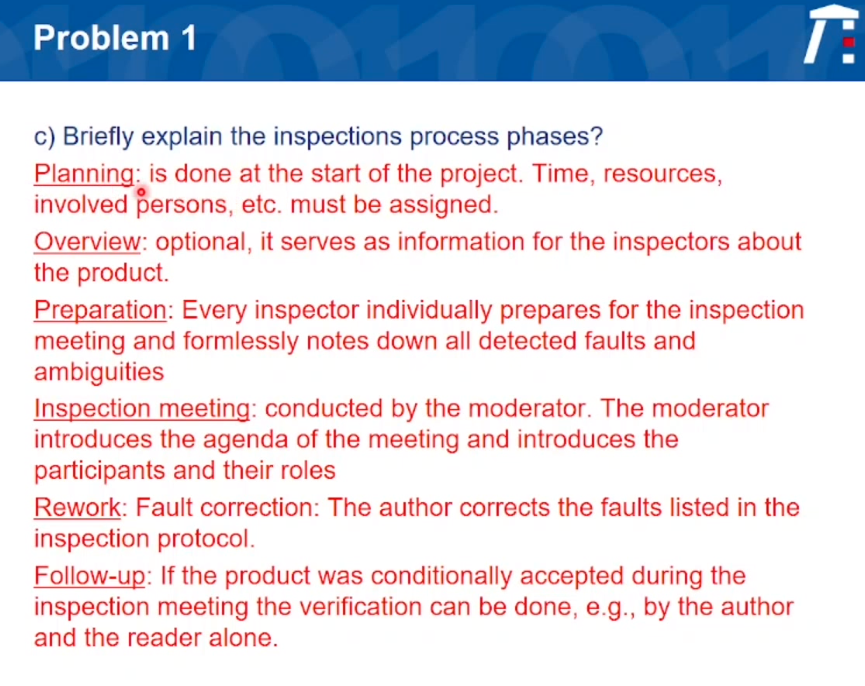 Problem 1
c) Briefly explain the inspections process phases?
Planning: is done at the start of the project. Time, resources,
involved persons, etc. must be assigned.
Overview: optional, it serves as information for the inspectors about
the product.
Preparation: Every inspector individually prepares for the inspection
meeting and formlessly notes down all detected faults and
ambiguities
Inspection meeting: conducted by the moderator. The moderator
introduces the agenda of the meeting and introduces the
participants and their roles
Rework: Fault correction: The author corrects the faults listed in the
inspection protocol.
Follow-up: If the product was conditionally accepted during the
inspection meeting the verification can be done, e.g., by the author
and the reader alone.